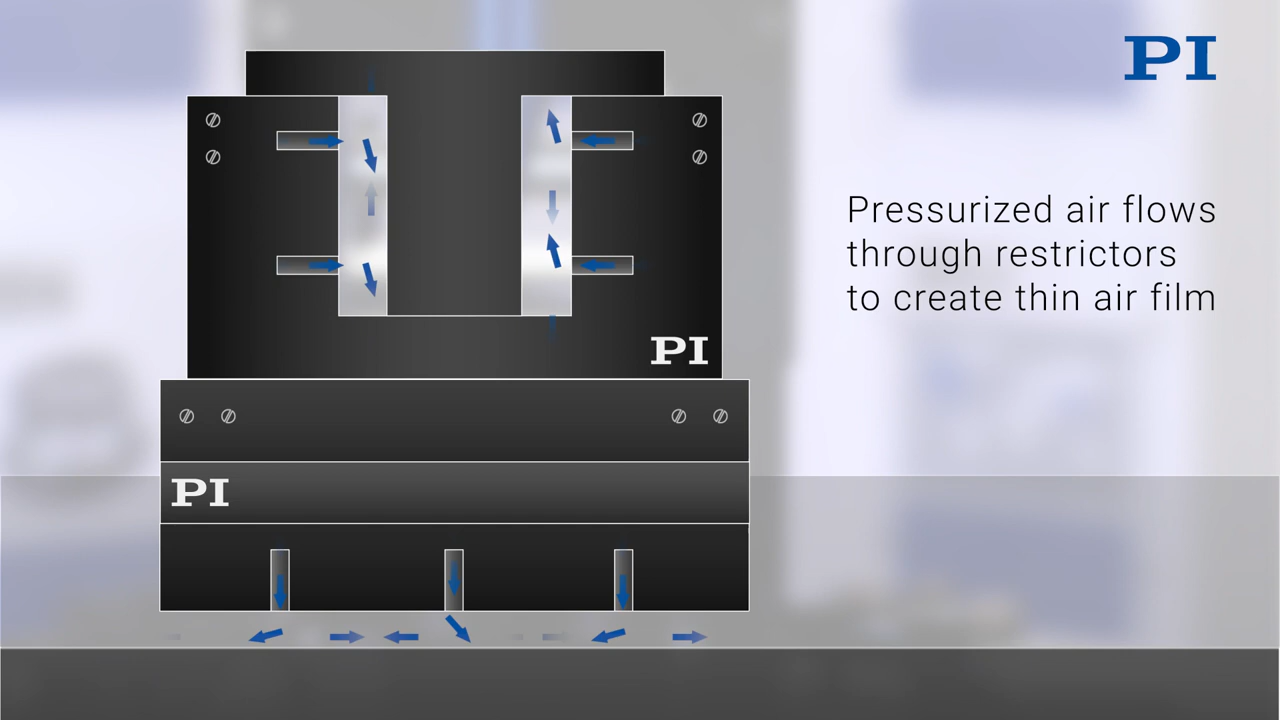 PI
Pressurized air flows
through restrictors
to create thin air film
PI
PI